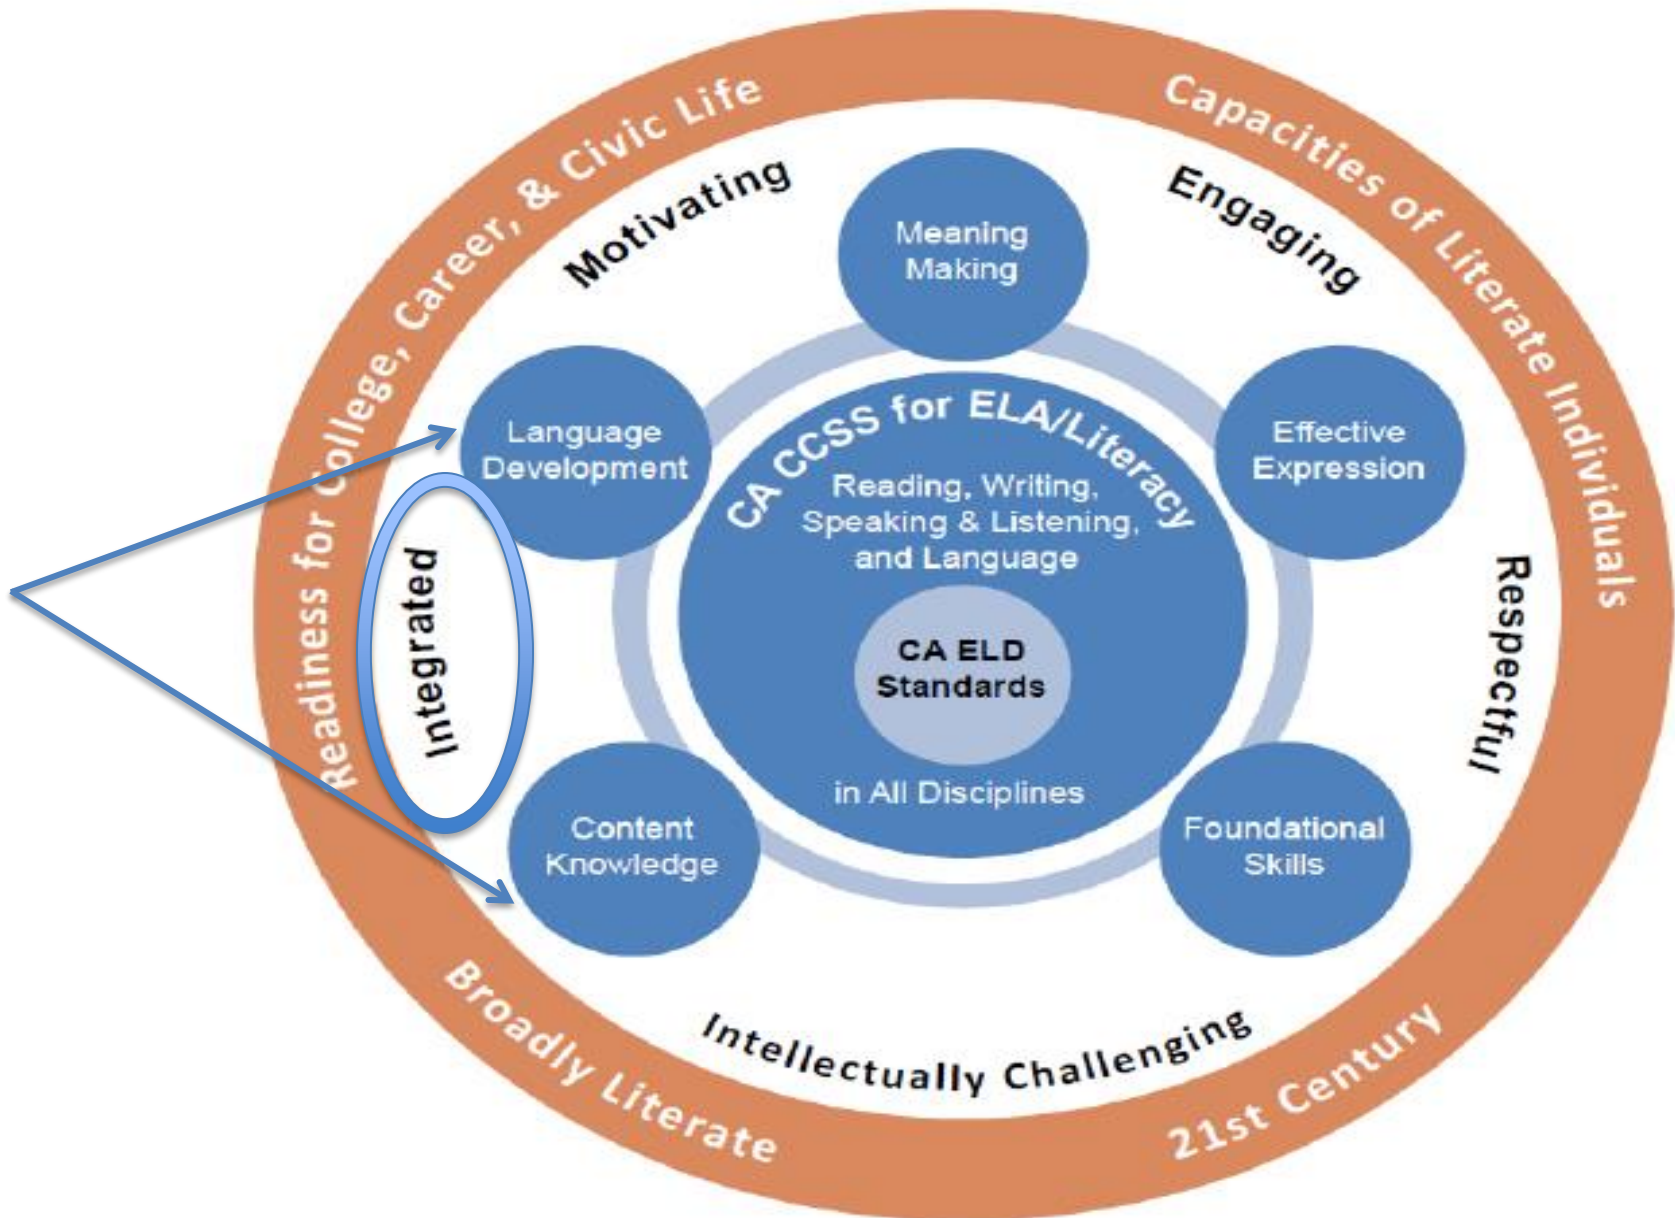 Readiness for College, Career, & Civic Life
Capacities of Literate Individuals
Motivating
Engaging
Meaning
Making
Language
Development
Effective
Expression
CA CCSS for ELA/Literacy
Reading, Writing,
Speaking & Listening,
and Language
CA ELD
Standards
in All Disciplines
Integrated
Respectful
Content
Knowledge
Foundational
Skills
Intellectually Challenging
Broadly Literate
21st Century